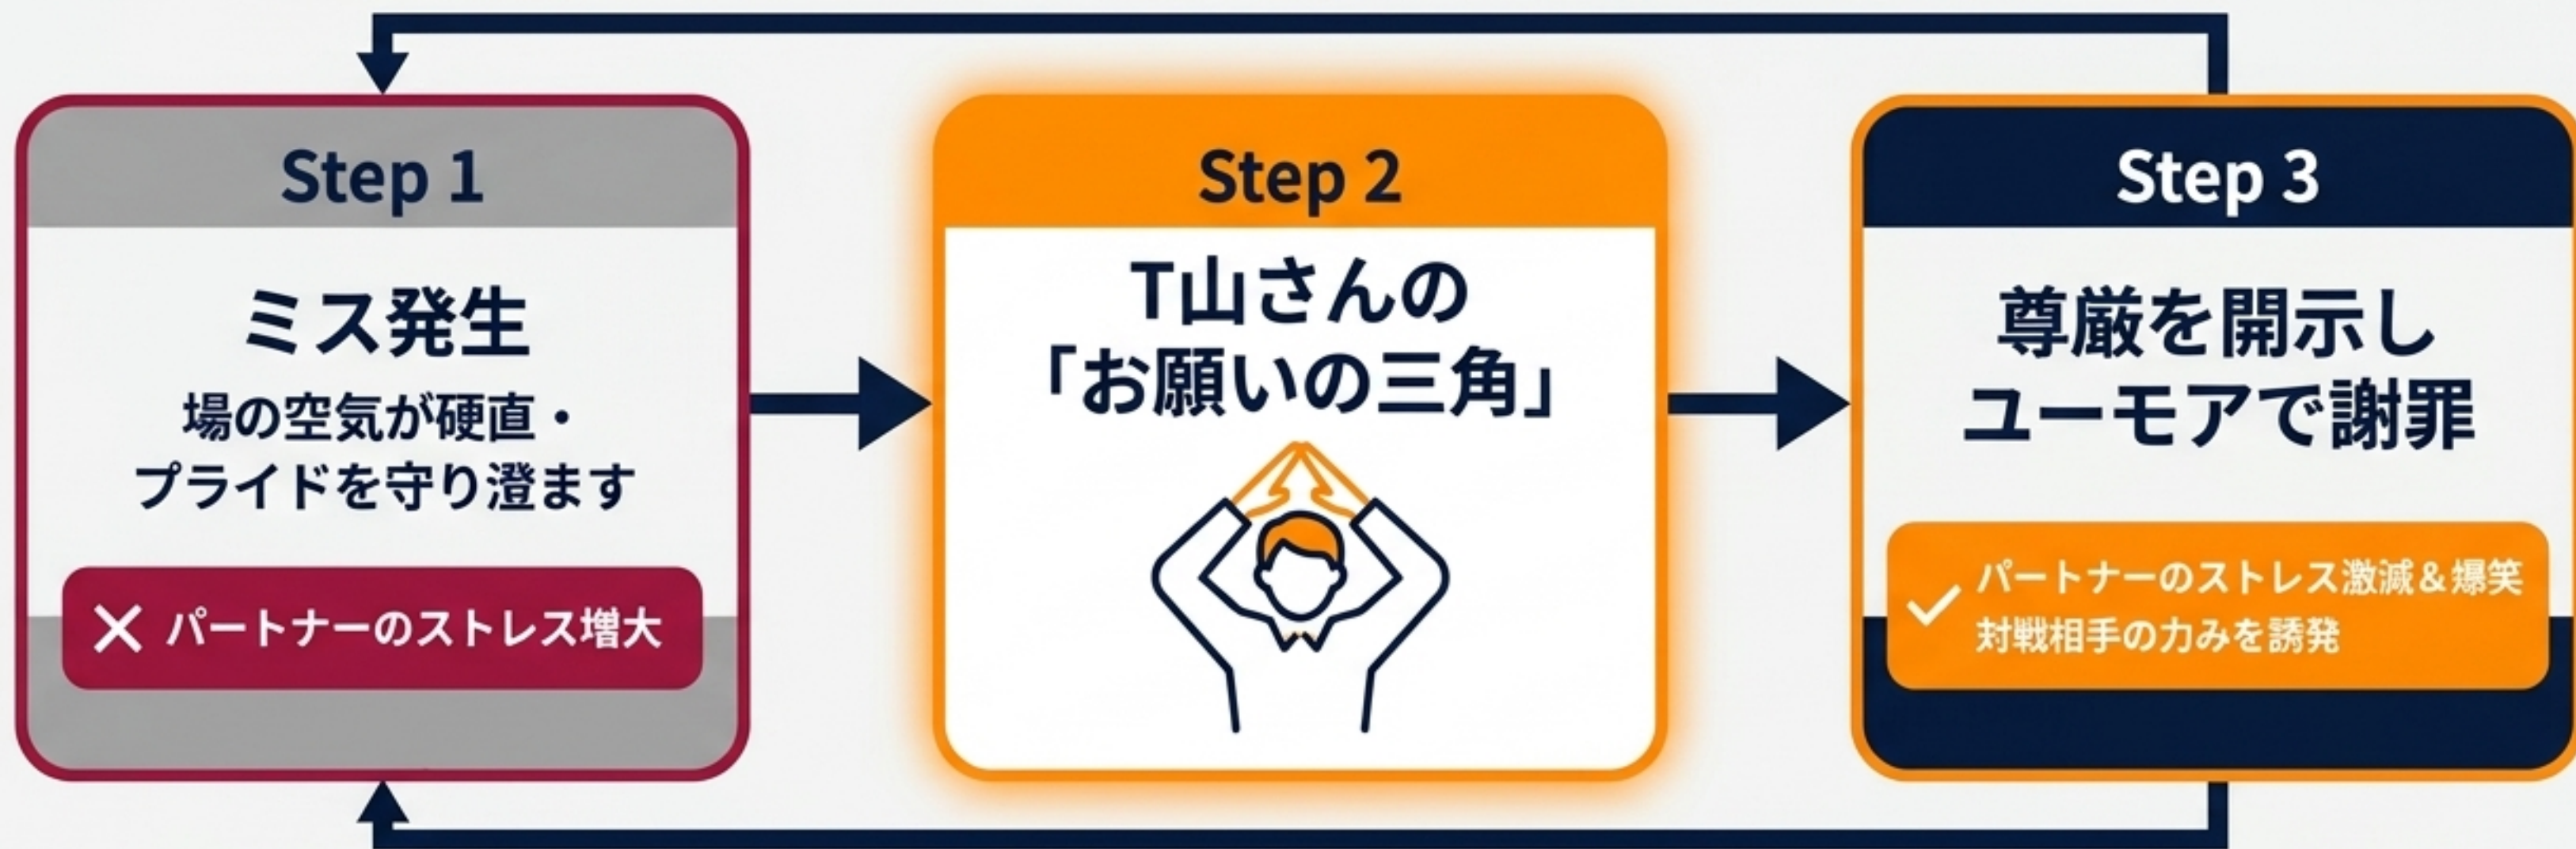 Step 1
ミス発生
場の空気が硬直・
プライドを守り澄ます
パートナーのストレス増大
Step 2
T山さんの
「お願いの三角」
Step 3
尊厳を開示し
ユーモアで謝罪
パートナーのストレス激減&爆笑
対戦相手の力みを誘発